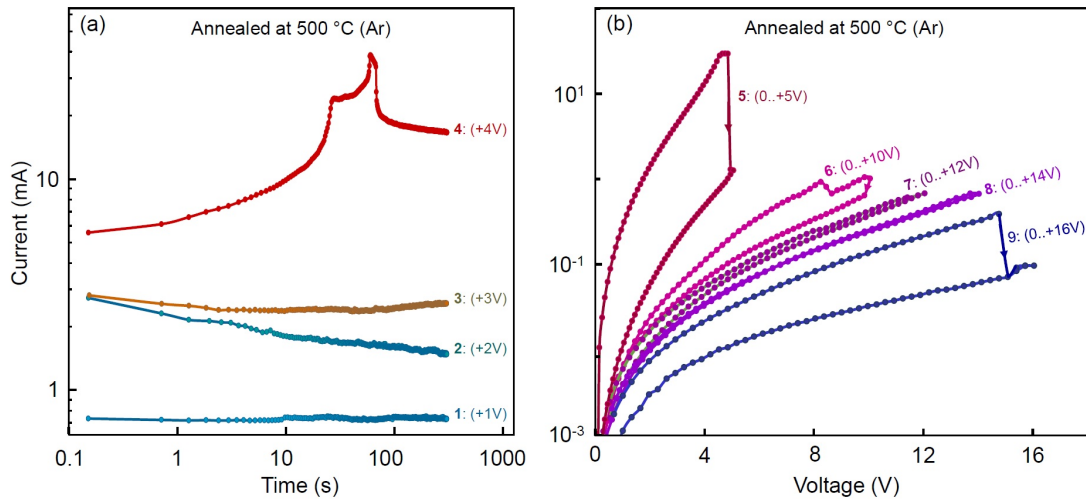 (a)
Annealed at 500 °C (Ar)
Current (mA)
10
1
4: (+4V)
3: (+3V)
2: (+2V)
1: (+1V)
0.1
1
10
100
1000
Time (s)
(b)
Annealed at 500 °C (Ar)
10¹
10⁻¹
10⁻³
5: (0..+5V)
6: (0..+10V)
7: (0..+12V)
8: (0..+14V)
9: (0..+16V)
0
4
8
12
16
Voltage (V)